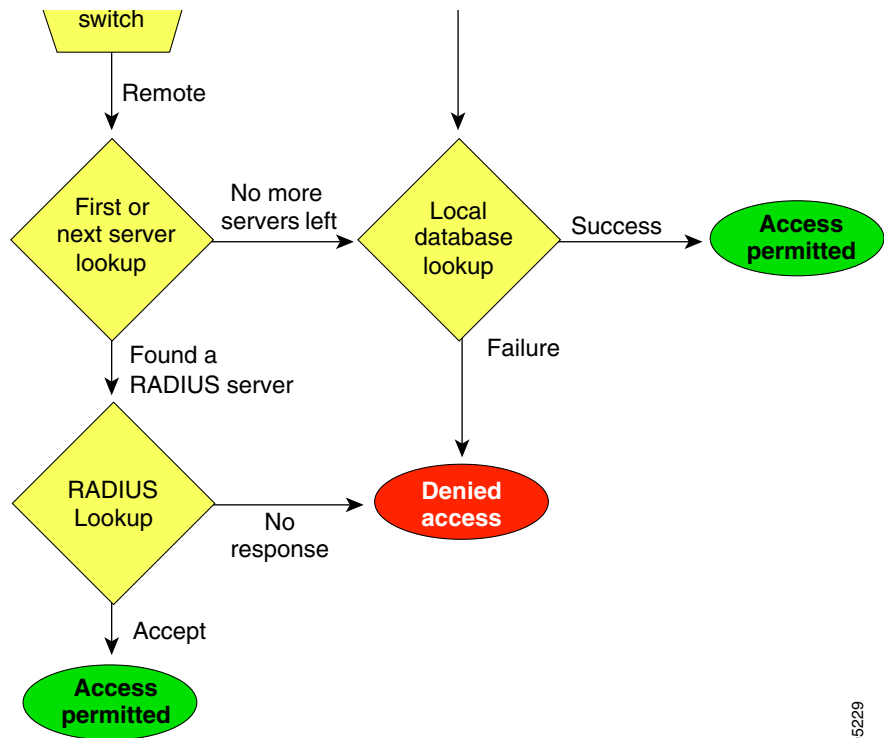 switch
Remote
First or
next server
lookup
No more
servers left
Local
database
lookup
Success
Access
permitted
Found a
RADIUS server
Failure
RADIUS
Lookup
No
response
Denied
access
Accept
Access
permitted
5229